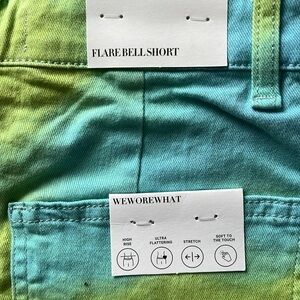 FLARE BELL SHORT
WEWOREWHAT
HIGH RISE
ULTRA FLATTERING
STRETCH
SOFT TO THE TOUCH